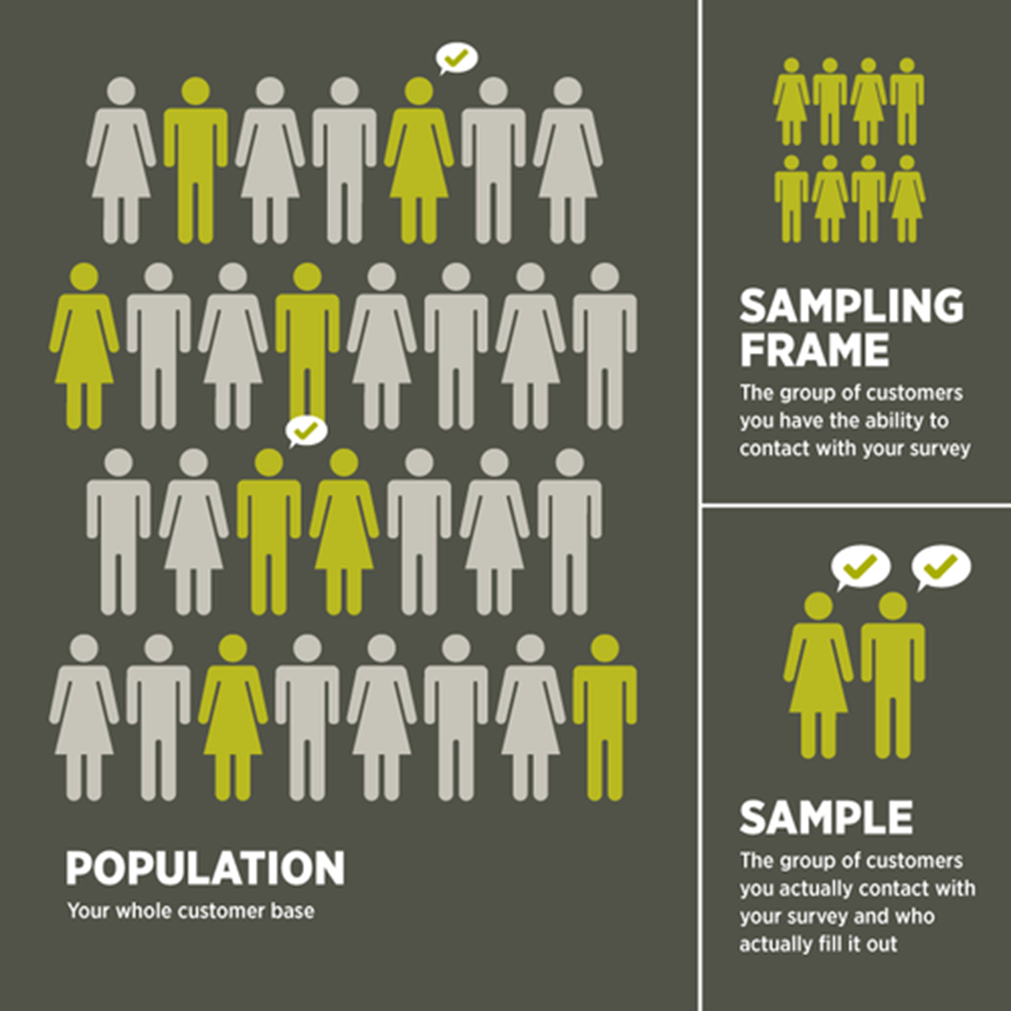 POPULATION
Your whole customer base
SAMPLING
FRAME
The group of customers
you have the ability to
contact with your survey
SAMPLE
The group of customers
you actually contact with
your survey and who
actually fill it out